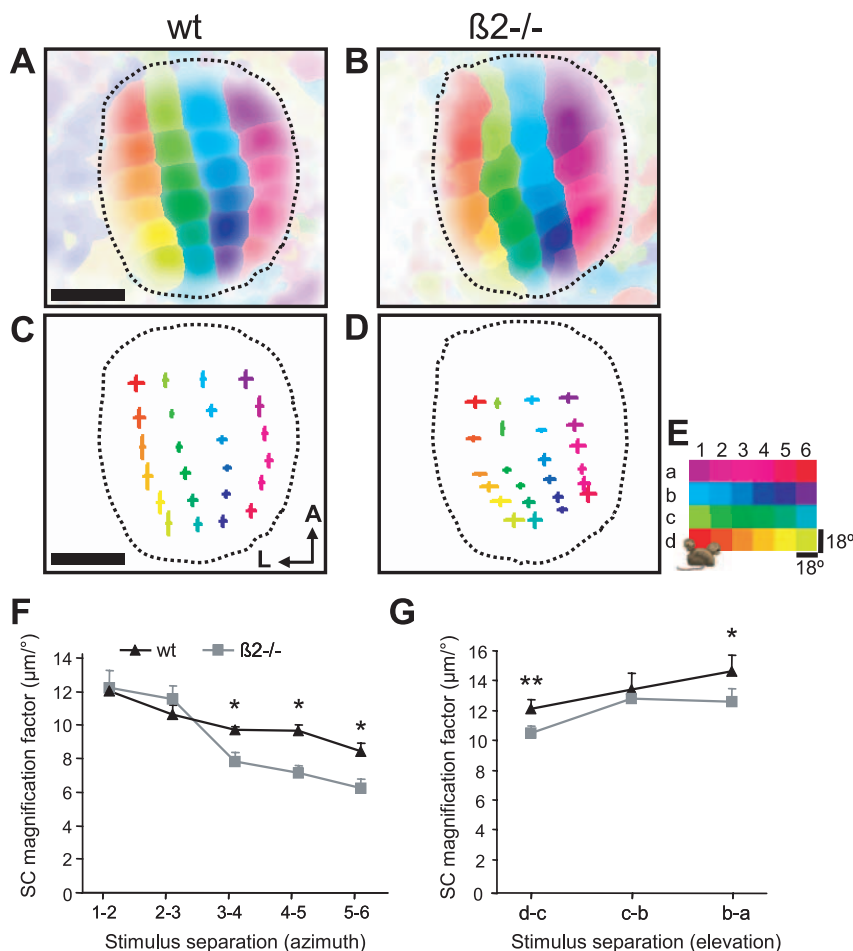 wt ß2-/-
A B
C D
E
1 2 3 4 5 6
a
b
c
d
18º
18º
A
L
F G
wt ß2-/-
SC magnification factor (µm/°)
14
12
10
8
6
4
2
0
* * *
1-2 2-3 3-4 4-5 5-6
Stimulus separation (azimuth)
SC magnification factor (µm/°)
16
14
12
10
8
6
4
2
0
** *
d-c c-b b-a
Stimulus separation (elevation)